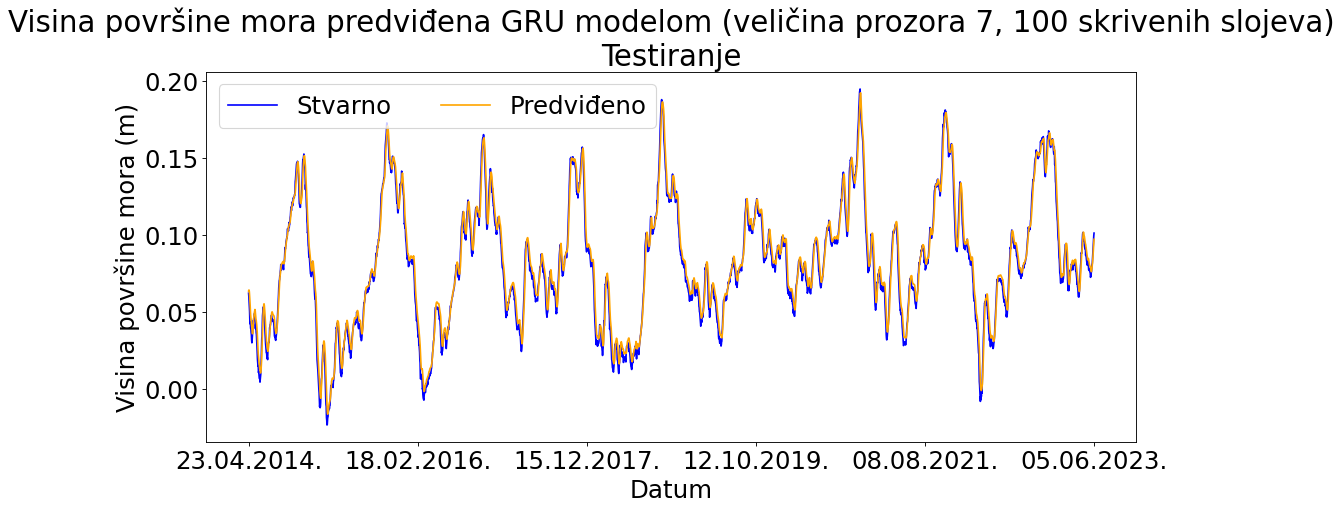 Visina površine mora predviđena GRU modelom (veličina prozora 7, 100 skrivenih slojeva)
Testiranje
Stvarno Predviđeno
Visina površine mora (m)
0.20
0.15
0.10
0.05
0.00
23.04.2014. 18.02.2016. 15.12.2017. 12.10.2019. 08.08.2021. 05.06.2023.
Datum